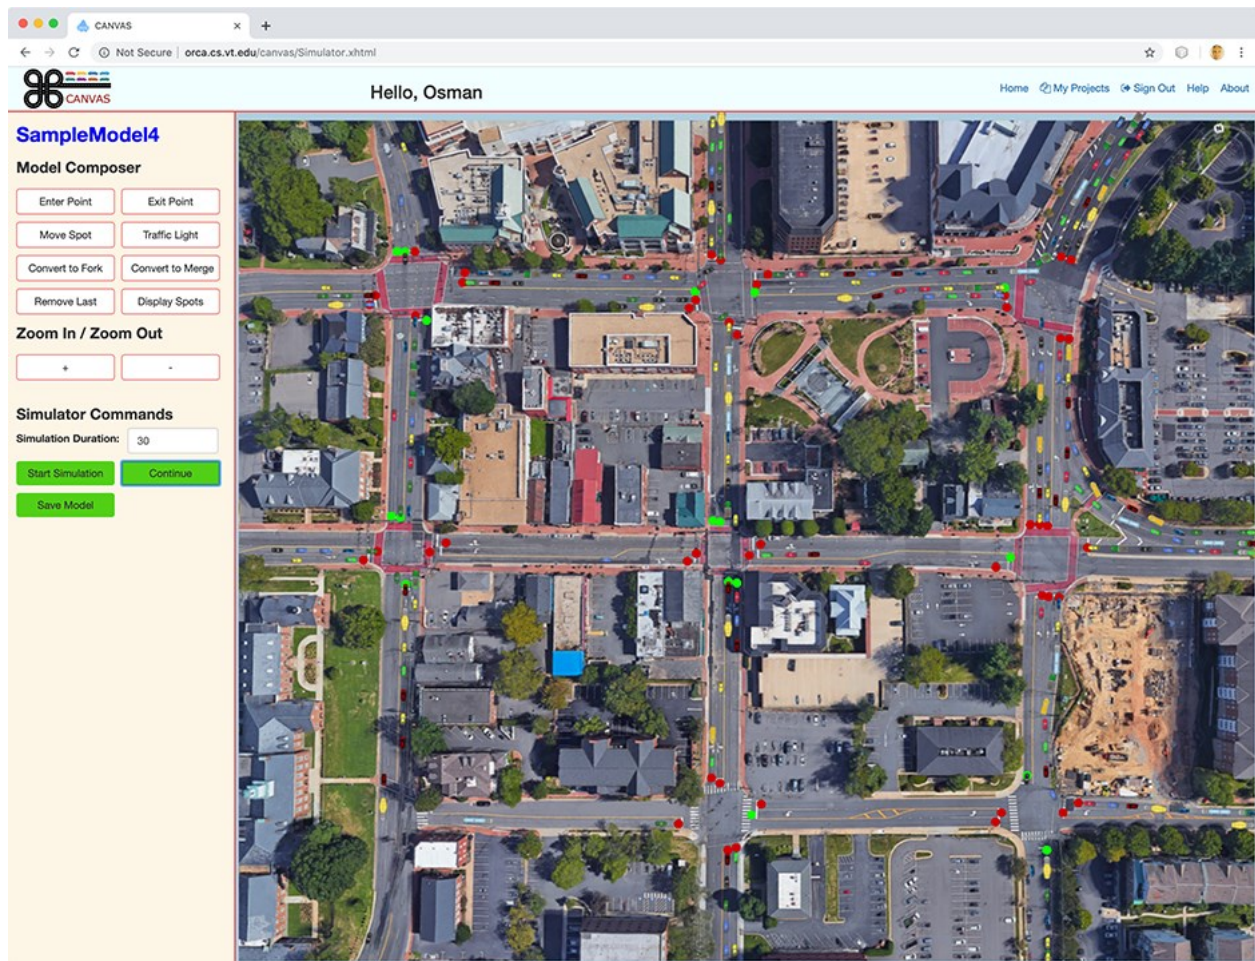 CANVAS
Not Secure | orca.cs.vt.edu/canvas/Simulator.xhtml
CANVAS
Hello, Osman
Home My Projects Sign Out Help About
SampleModel4
Model Composer
Enter Point Exit Point
Move Spot Traffic Light
Convert to Fork Convert to Merge
Remove Last Display Spots
Zoom In / Zoom Out
+ -
Simulator Commands
Simulation Duration: 30
Start Simulation Continue
Save Model